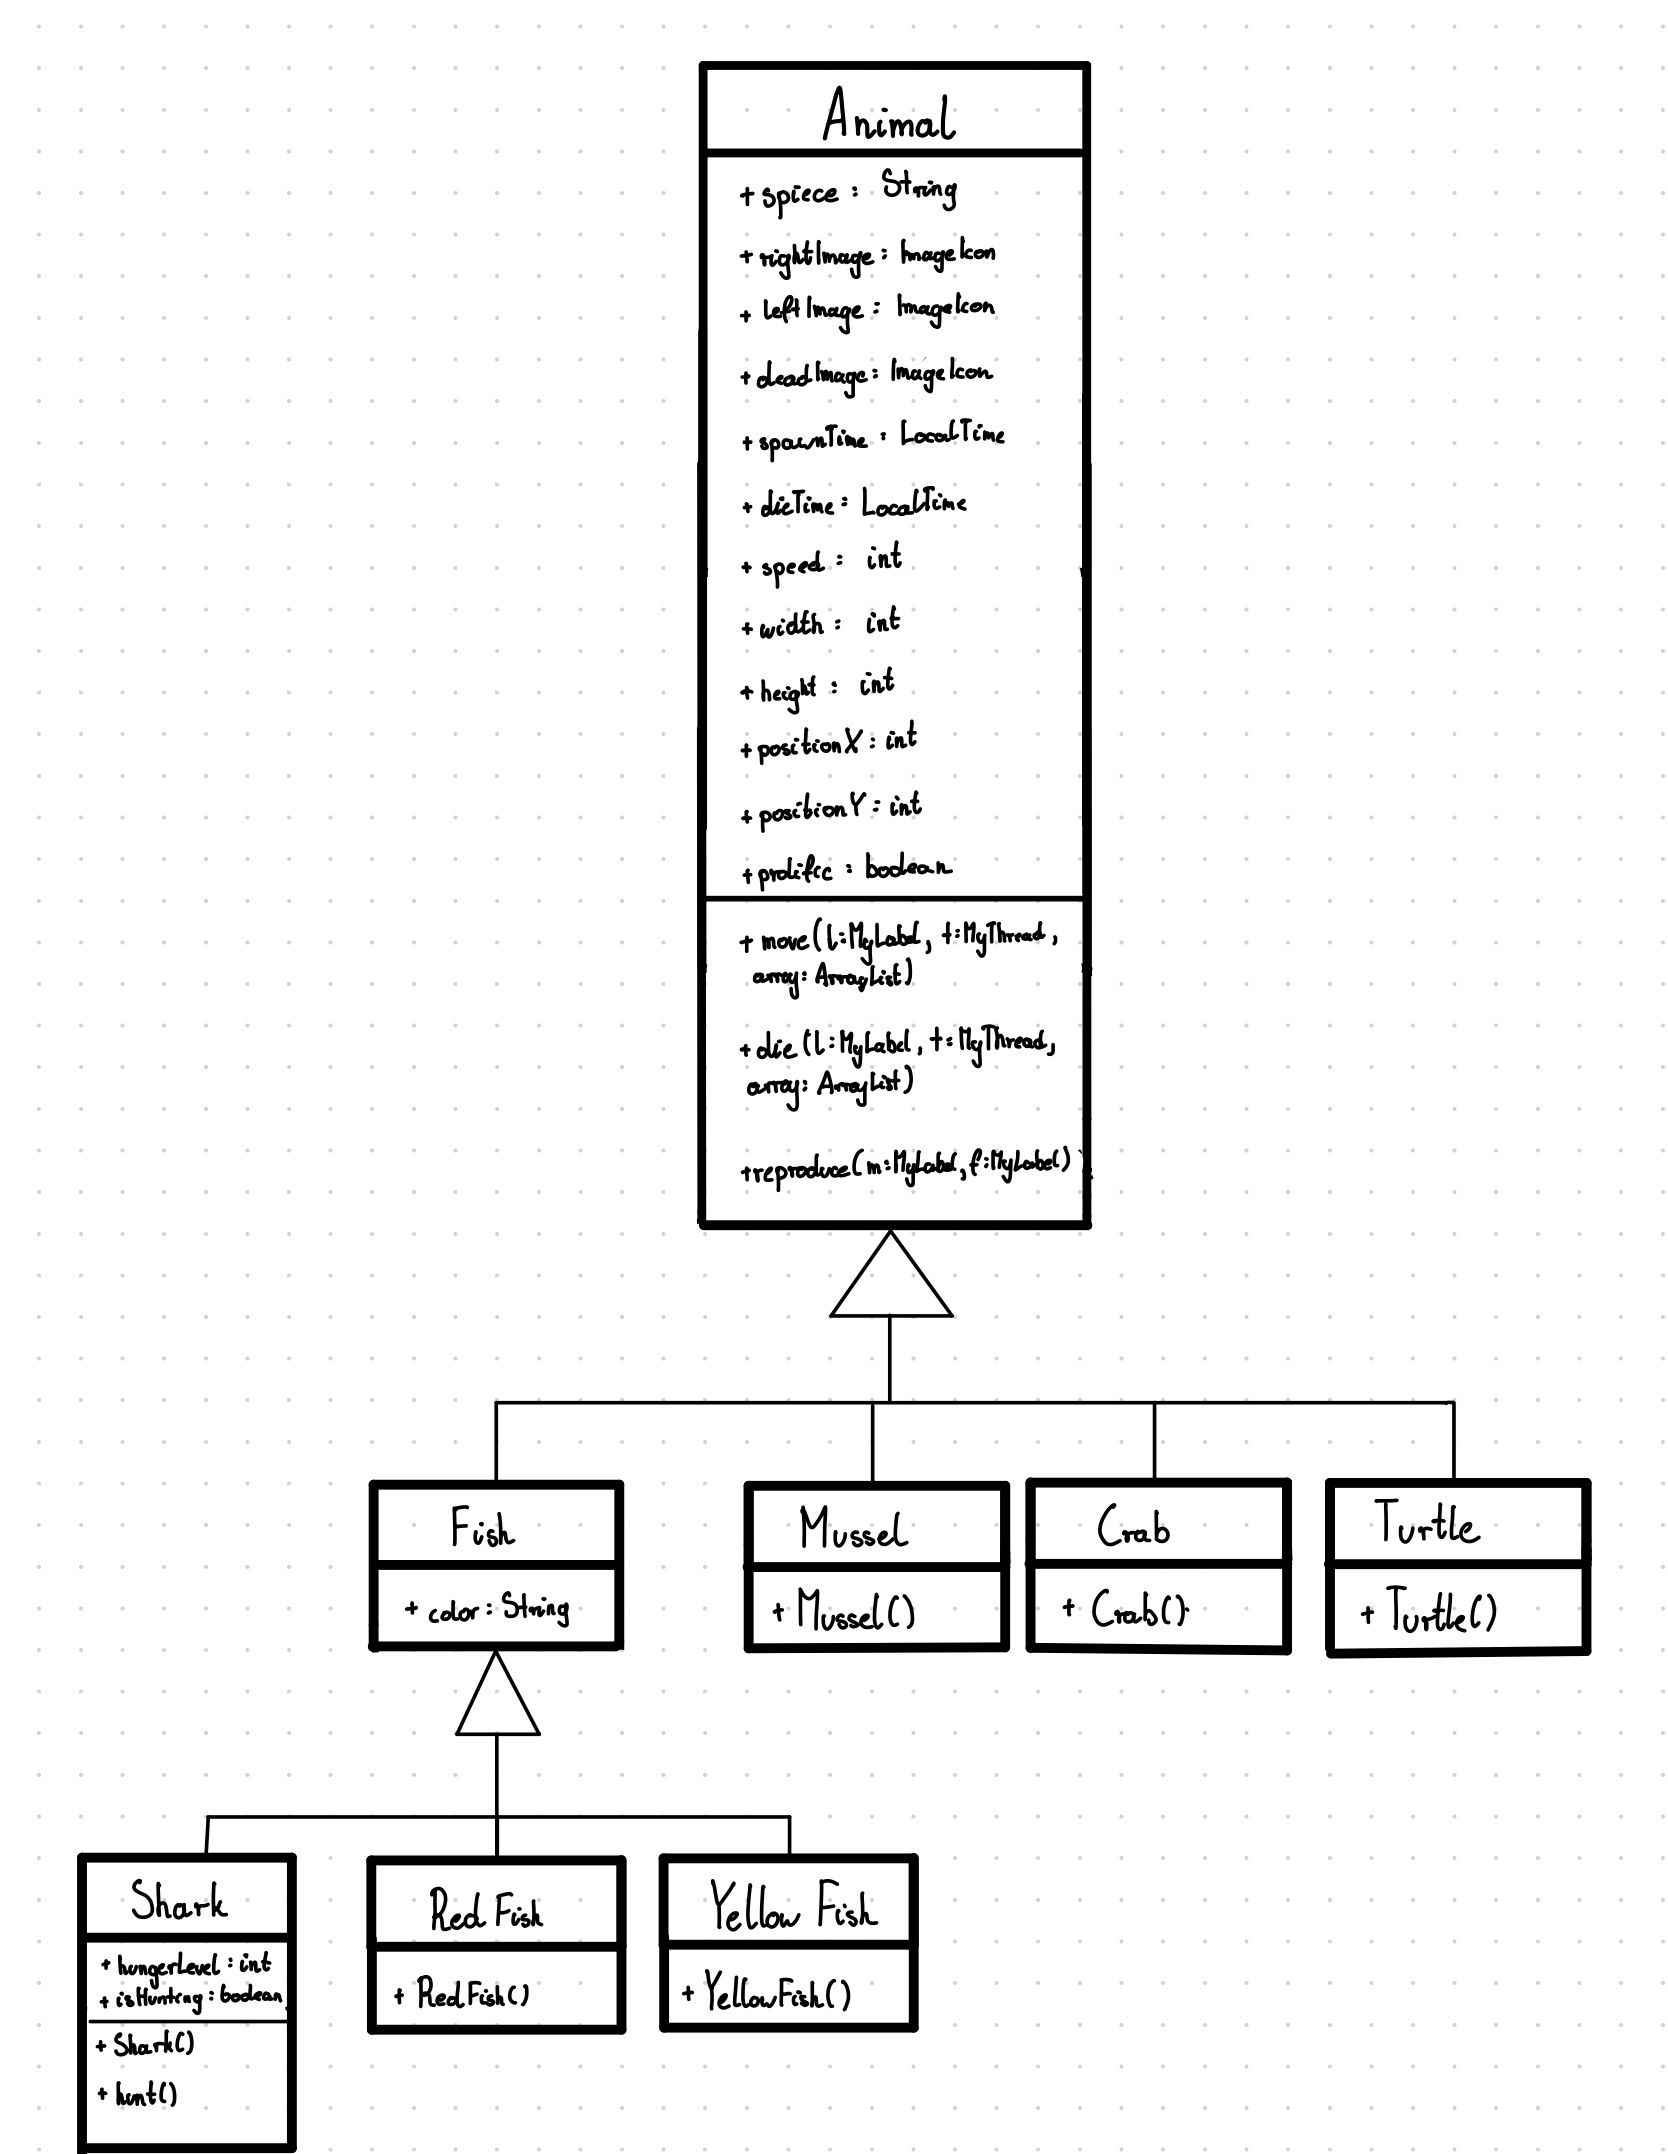 Animal
+ spiece : String
+ rightImage : ImageIcon
+ leftImage : ImageIcon
+ deadImage : ImageIcon
+ spawnTime : LocalTime
+ dieTime : LocalTime
+ speed : int
+ width : int
+ height : int
+ positionX : int
+ positionY : int
+ prolific : boolean
+ move(l:MyLabel, t:MyThread,
array: ArrayList)
+ die (l:MyLabel, t:MyThread,
array: ArrayList)
+reproduce(m:MyLabel, f:MyLabel)
Fish
+ color : String
Mussel
+ Mussel()
Crab
+ Crab()
Turtle
+ Turtle()
Shark
+ hungerLevel : int
+ isHunting : boolean
+ Shark()
+ hunt()
Red Fish
+ RedFish()
Yellow Fish
+ YellowFish()